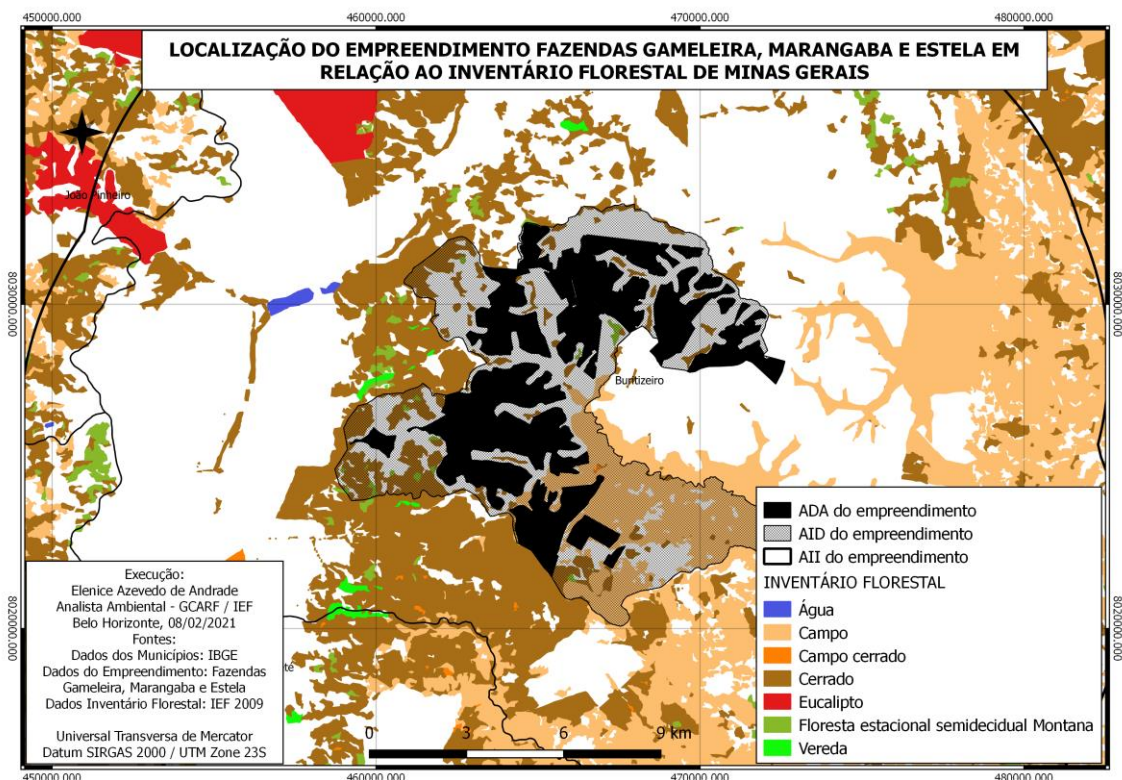 450000.000 460000.000 470000.000 480000.000
LOCALIZAÇÃO DO EMPREENDIMENTO FAZENDAS GAMELEIRA, MARANGABA E ESTELA EM
RELAÇÃO AO INVENTÁRIO FLORESTAL DE MINAS GERAIS
João Pinheiro
8030000.000 8030000.000
Buritizeiro
ADA do empreendimento
AID do empreendimento
AII do empreendimento
INVENTÁRIO FLORESTAL
Água
Campo
Campo cerrado
Cerrado
Eucalipto
Floresta estacional semidecidual Montana
Vereda
Execução:
Elenice Azevedo de Andrade
Analista Ambiental - GCARF / IEF
Belo Horizonte, 08/02/2021
Fontes:
Dados dos Municípios: IBGE
Dados do Empreendimento: Fazendas
Gameleira, Marangaba e Estela
Dados Inventário Florestal: IEF 2009
Universal Transversa de Mercator
Datum SIRGAS 2000 / UTM Zone 23S
8020000.000 8020000.000
té
0 3 6 9 km
450000.000 460000.000 470000.000 480000.000